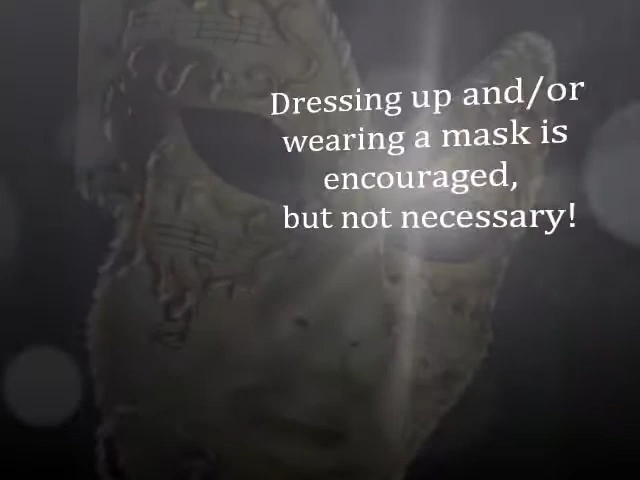 Dressing up and/or
wearing a mask is
encouraged,
but not necessary!